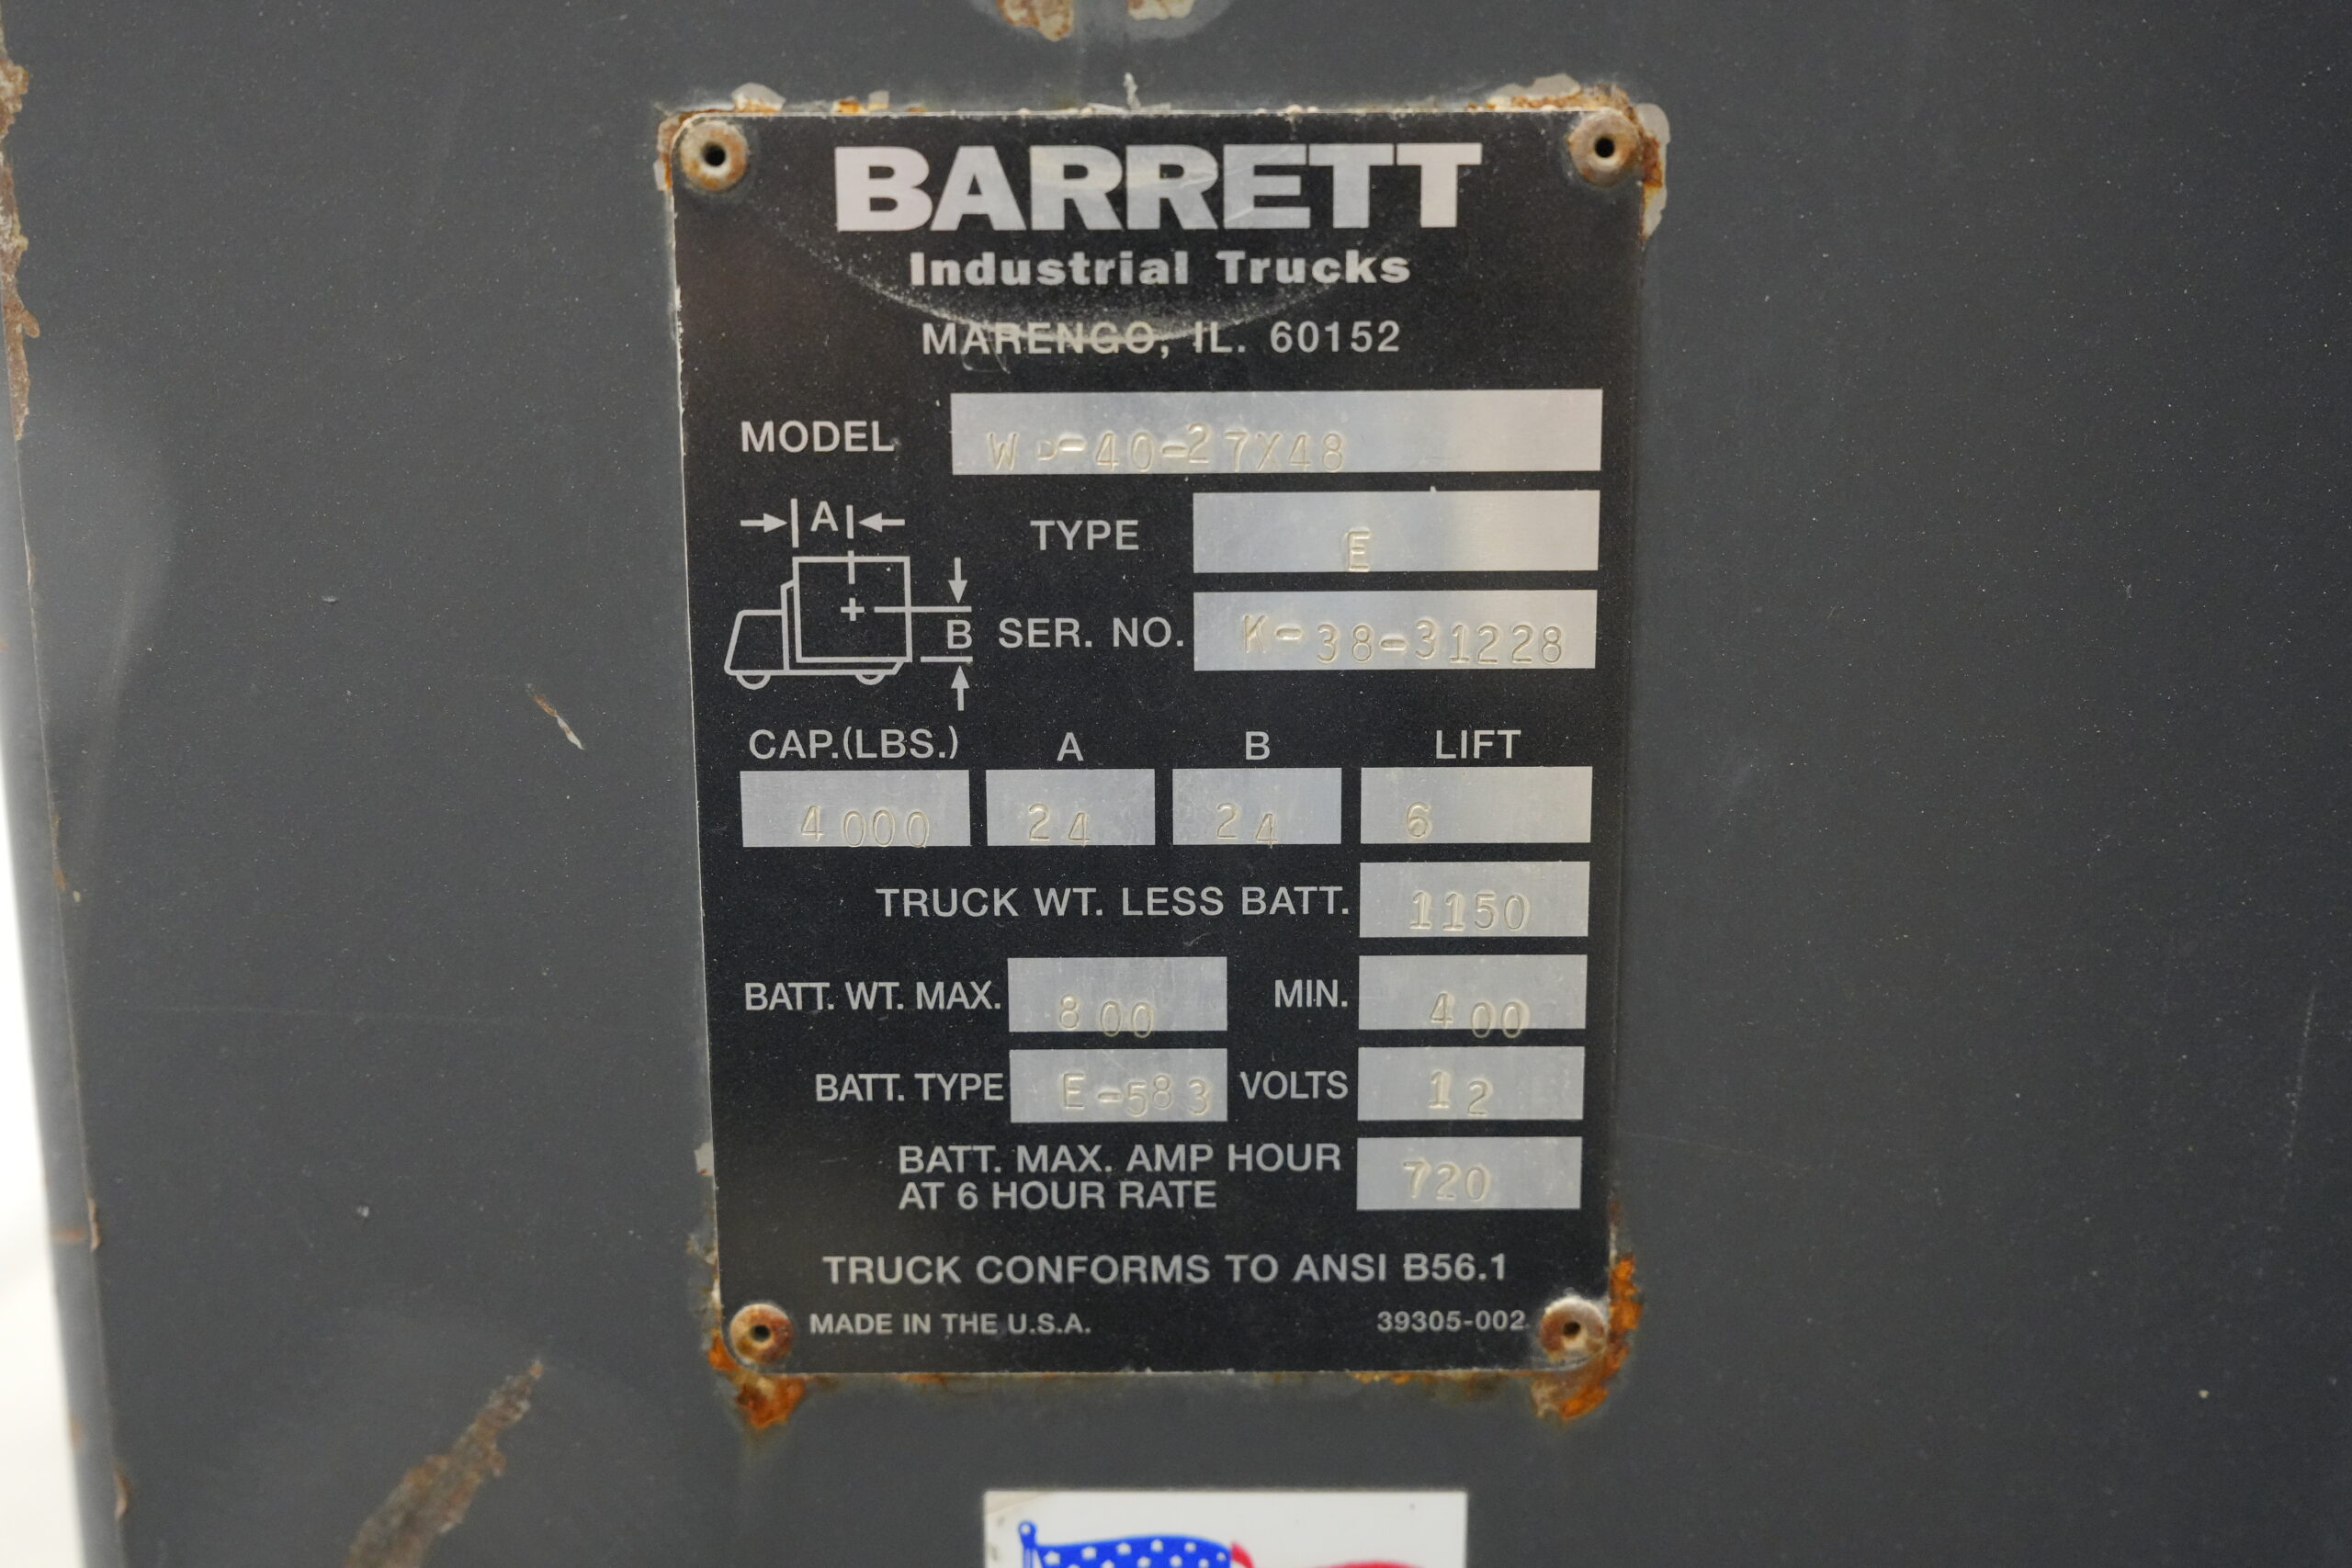 BARRETT
Industrial Trucks
MARENGO, IL. 60152
MODEL
A
TYPE E
B SER. NO. K-38-31228
CAP.(LBS.) A B LIFT
4000 24 24 6
TRUCK WT. LESS BATT. 1150
BATT. WT. MAX. 800 MIN. 400
BATT. TYPE E-583 VOLTS 12
BATT. MAX. AMP HOUR 720
AT 6 HOUR RATE
TRUCK CONFORMS TO ANSI B56.1
MADE IN THE U.S.A. 39305-002